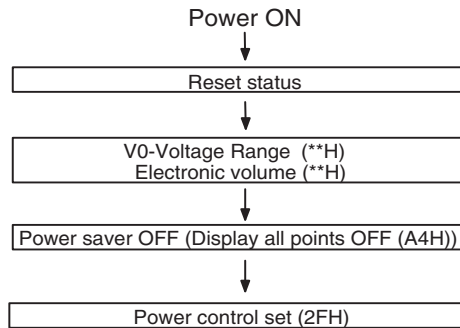 Power ON
Reset status
V0-Voltage Range (**H)
Electronic volume (**H)
Power saver OFF (Display all points OFF (A4H))
Power control set (2FH)